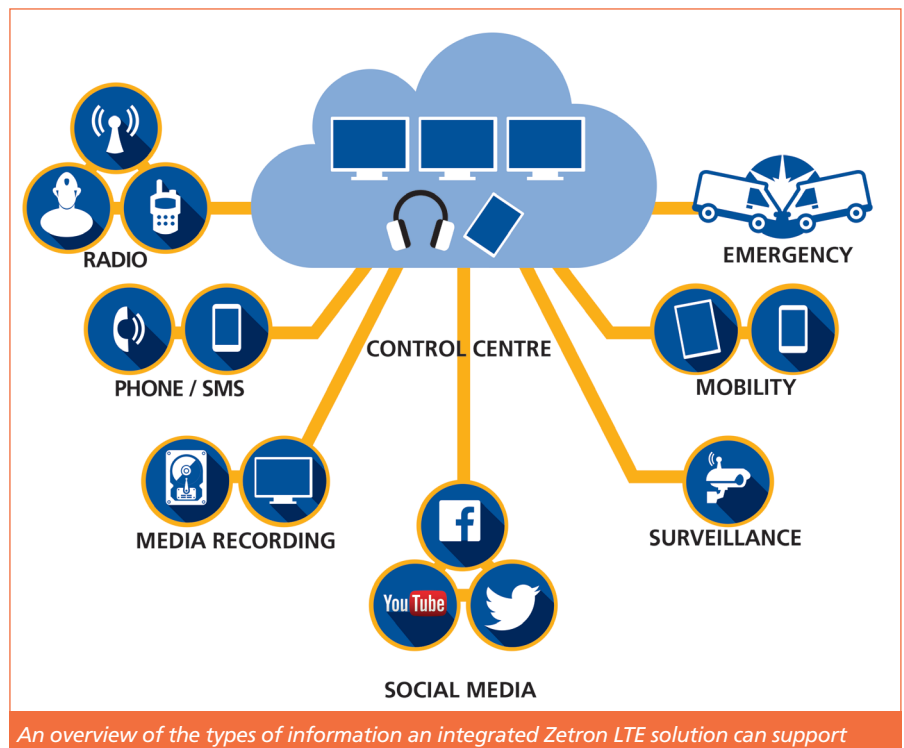 RADIO
EMERGENCY
PHONE / SMS
CONTROL CENTRE
MOBILITY
MEDIA RECORDING
f
SURVEILLANCE
YouTube
SOCIAL MEDIA
An overview of the types of information an integrated Zetron LTE solution can support